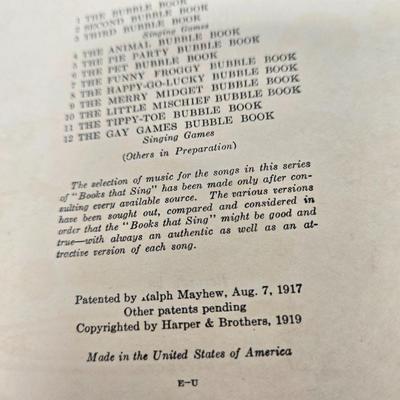 1 THE BUBBLE BOOK
2 SECOND BUBBLE BOOK
3 THIRD BUBBLE BOOK
Singing Games
4 THE ANIMAL BUBBLE BOOK
5 THE PIE PARTY BUBBLE BOOK
6 THE PET BUBBLE BOOK
7 THE FUNNY FROGGY BUBBLE BOOK
8 THE HAPPY-GO-LUCKY BUBBLE BOOK
9 THE MERRY MIDGET BUBBLE BOOK
10 THE LITTLE MISCHIEF BUBBLE BOOK
11 THE TIPPY-TOE BUBBLE BOOK
12 THE GAY GAMES BUBBLE BOOK
Singing Games
(Others in Preparation)
The selection of music for the songs in this series
of "Books that Sing" has been made only after con-
sulting every available source. The various versions
have been sought out, compared and considered in
order that the "Books that Sing" might be good and
true—with always an authentic as well as an at-
tractive version of each song.
Patented by Ralph Mayhew, Aug. 7, 1917
Other patents pending
Copyrighted by Harper & Brothers, 1919
Made in the United States of America
E-U